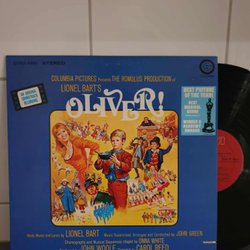 STEREO
COLUMBIA PICTURES Presents THE ROMULUS PRODUCTION of
LIONEL BART'S
OLIVER!
AN ORIGINAL
SOUNDTRACK
RECORDING
BEST PICTURE
OF THE YEAR!
BEST
MUSICAL
SCORE
WINNER 6
ACADEMY
AWARDS
Book, Music and Lyrics by LIONEL BART
Music Supervised, Arranged and Conducted by JOHN GREEN
Choreography and Musical Sequences Staged by ONNA WHITE
JOHN WOOLF
CAROL REED